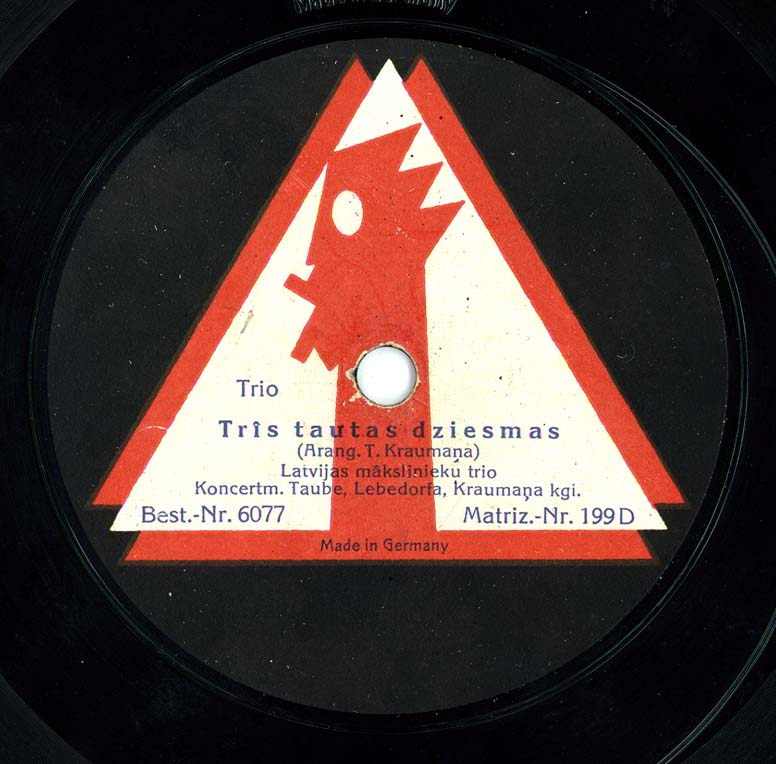 Trio
Trîs tautas dziesmas
(Arang. T. Kraumaņa)
Latvijas mâkslinieku trio
Koncertm. Taube, Lebedorfa, Kraumaņa kgi.
Best.-Nr. 6077 Matriz.-Nr. 199 D
Made in Germany